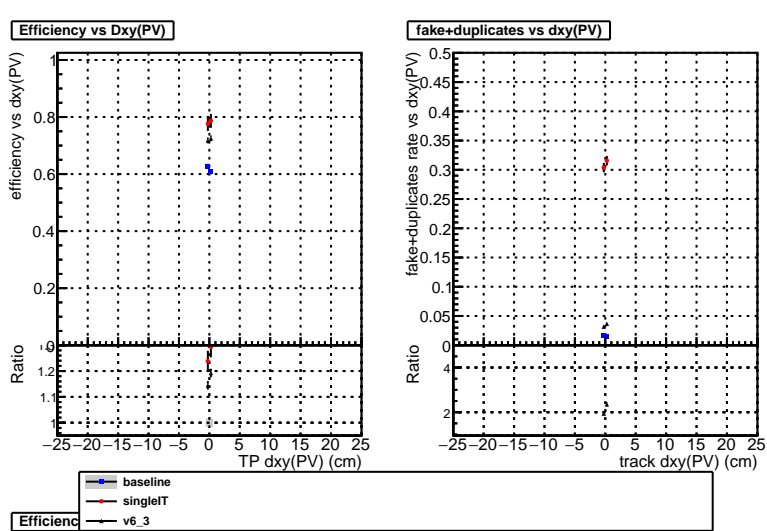 Efficiency vs Dxy(PV)
efficiency vs dxy(PV)
1
0.8
0.6
0.4
0.2
0
Ratio
1.2
1.1
1
−25 −20 −15 −10 −5 0 5 10 15 20 25
TP dxy(PV) (cm)
fake+duplicates vs dxy(PV)
fake+duplicates rate vs dxy(PV)
0.5
0.45
0.4
0.35
0.3
0.25
0.2
0.15
0.1
0.05
0
Ratio
4
2
−25 −20 −15 −10 −5 0 5 10 15 20 25
track dxy(PV) (cm)
baseline
singleIT
v6_3